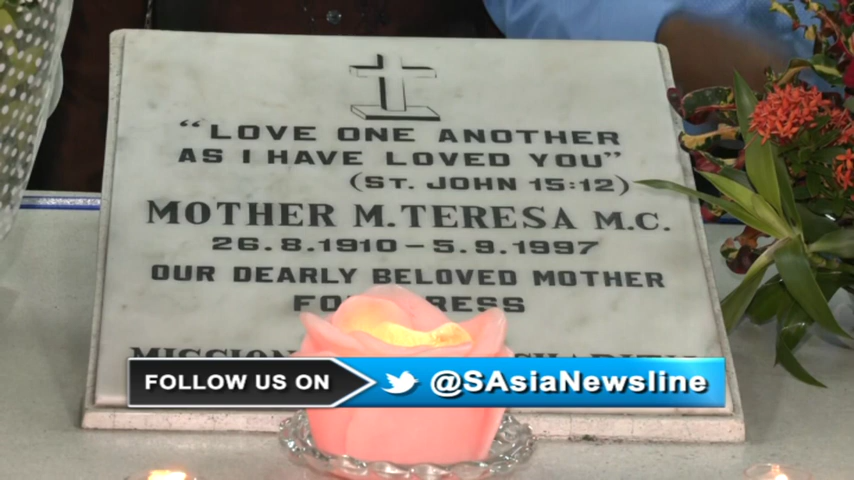 “LOVE ONE ANOTHER
AS I HAVE LOVED YOU”
(ST. JOHN 15:12)
MOTHER M. TERESA M.C.
26.8.1910 – 5.9.1997
OUR DEARLY BELOVED MOTHER
FOLLOW US ON @SAsiaNewsline